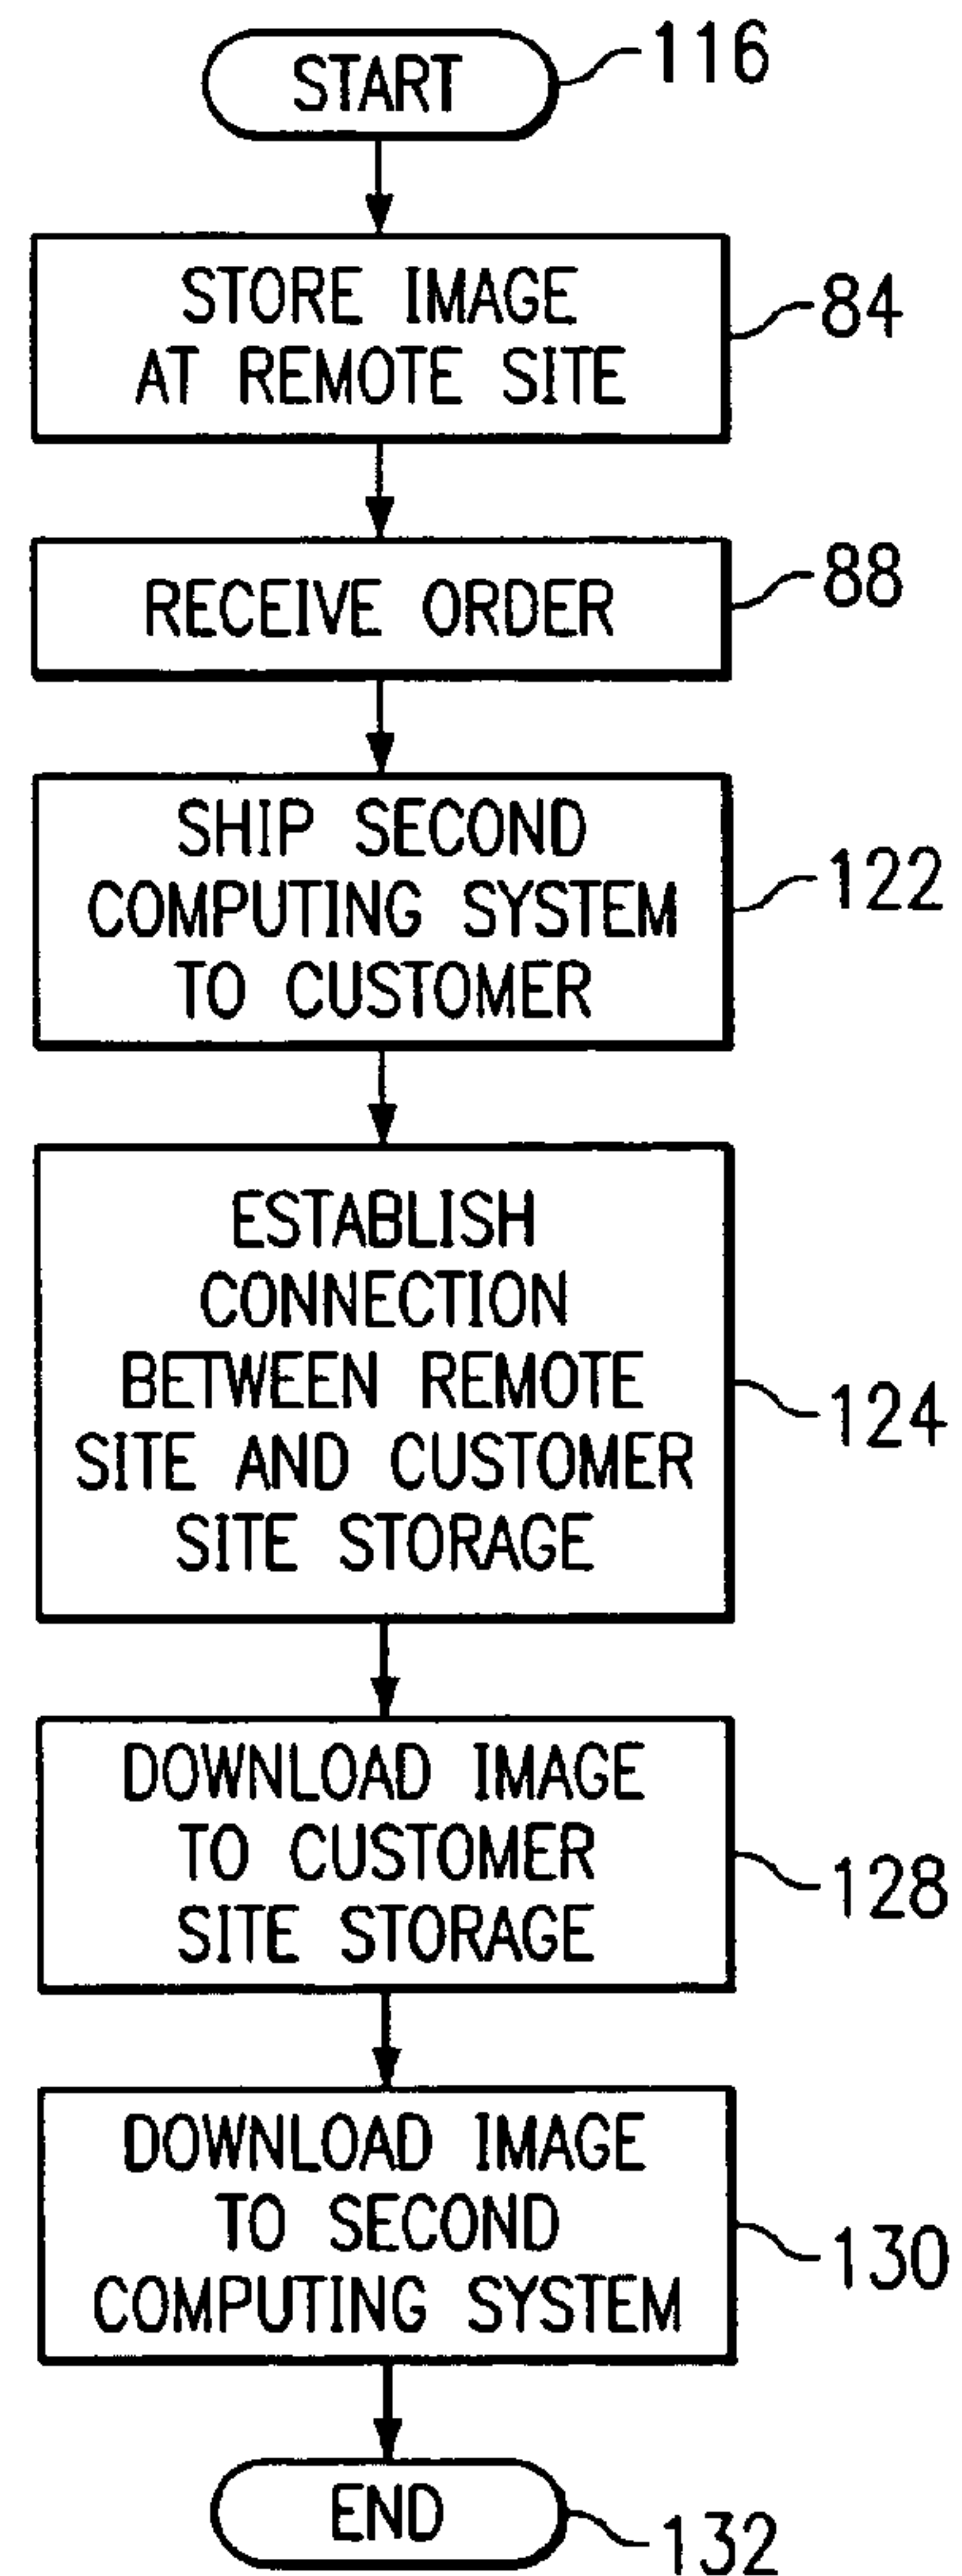 START
116
STORE IMAGE
AT REMOTE SITE
84
RECEIVE ORDER
88
SHIP SECOND
COMPUTING SYSTEM
TO CUSTOMER
122
ESTABLISH
CONNECTION
BETWEEN REMOTE
SITE AND CUSTOMER
SITE STORAGE
124
DOWNLOAD IMAGE
TO CUSTOMER
SITE STORAGE
128
DOWNLOAD IMAGE
TO SECOND
COMPUTING SYSTEM
130
END
132